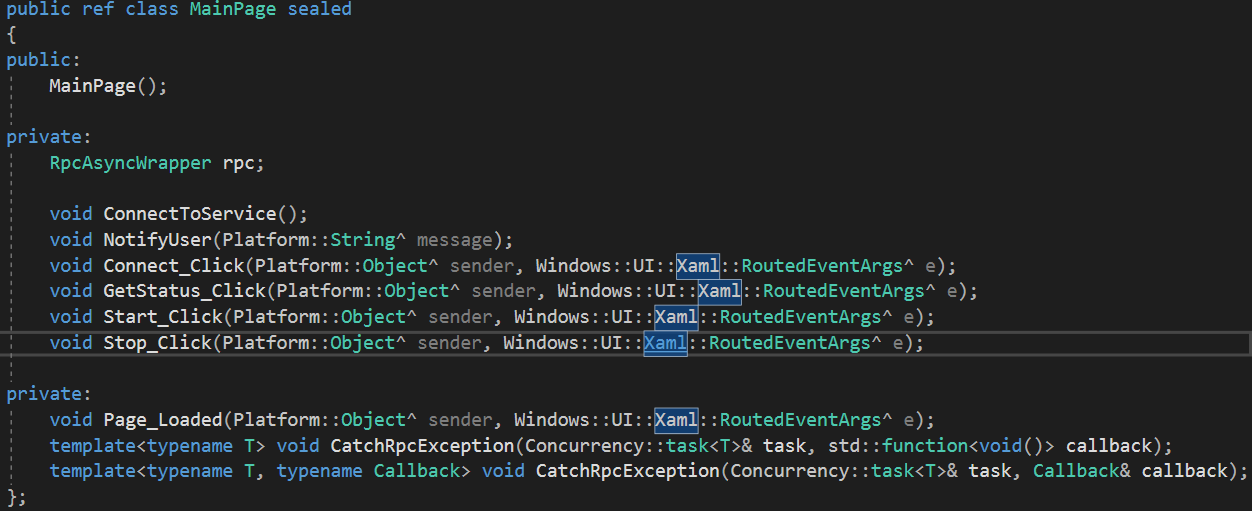 public ref class MainPage sealed
{
public:
    MainPage();
private:
    RpcAsyncWrapper rpc;
    void ConnectToService();
    void NotifyUser(Platform::String^ message);
    void Connect_Click(Platform::Object^ sender, Windows::UI::Xaml::RoutedEventArgs^ e);
    void GetStatus_Click(Platform::Object^ sender, Windows::UI::Xaml::RoutedEventArgs^ e);
    void Start_Click(Platform::Object^ sender, Windows::UI::Xaml::RoutedEventArgs^ e);
    void Stop_Click(Platform::Object^ sender, Windows::UI::Xaml::RoutedEventArgs^ e);
private:
    void Page_Loaded(Platform::Object^ sender, Windows::UI::Xaml::RoutedEventArgs^ e);
    template<typename T> void CatchRpcException(Concurrency::task<T>& task, std::function<void()> callback);
    template<typename T, typename Callback> void CatchRpcException(Concurrency::task<T>& task, Callback& callback);
};